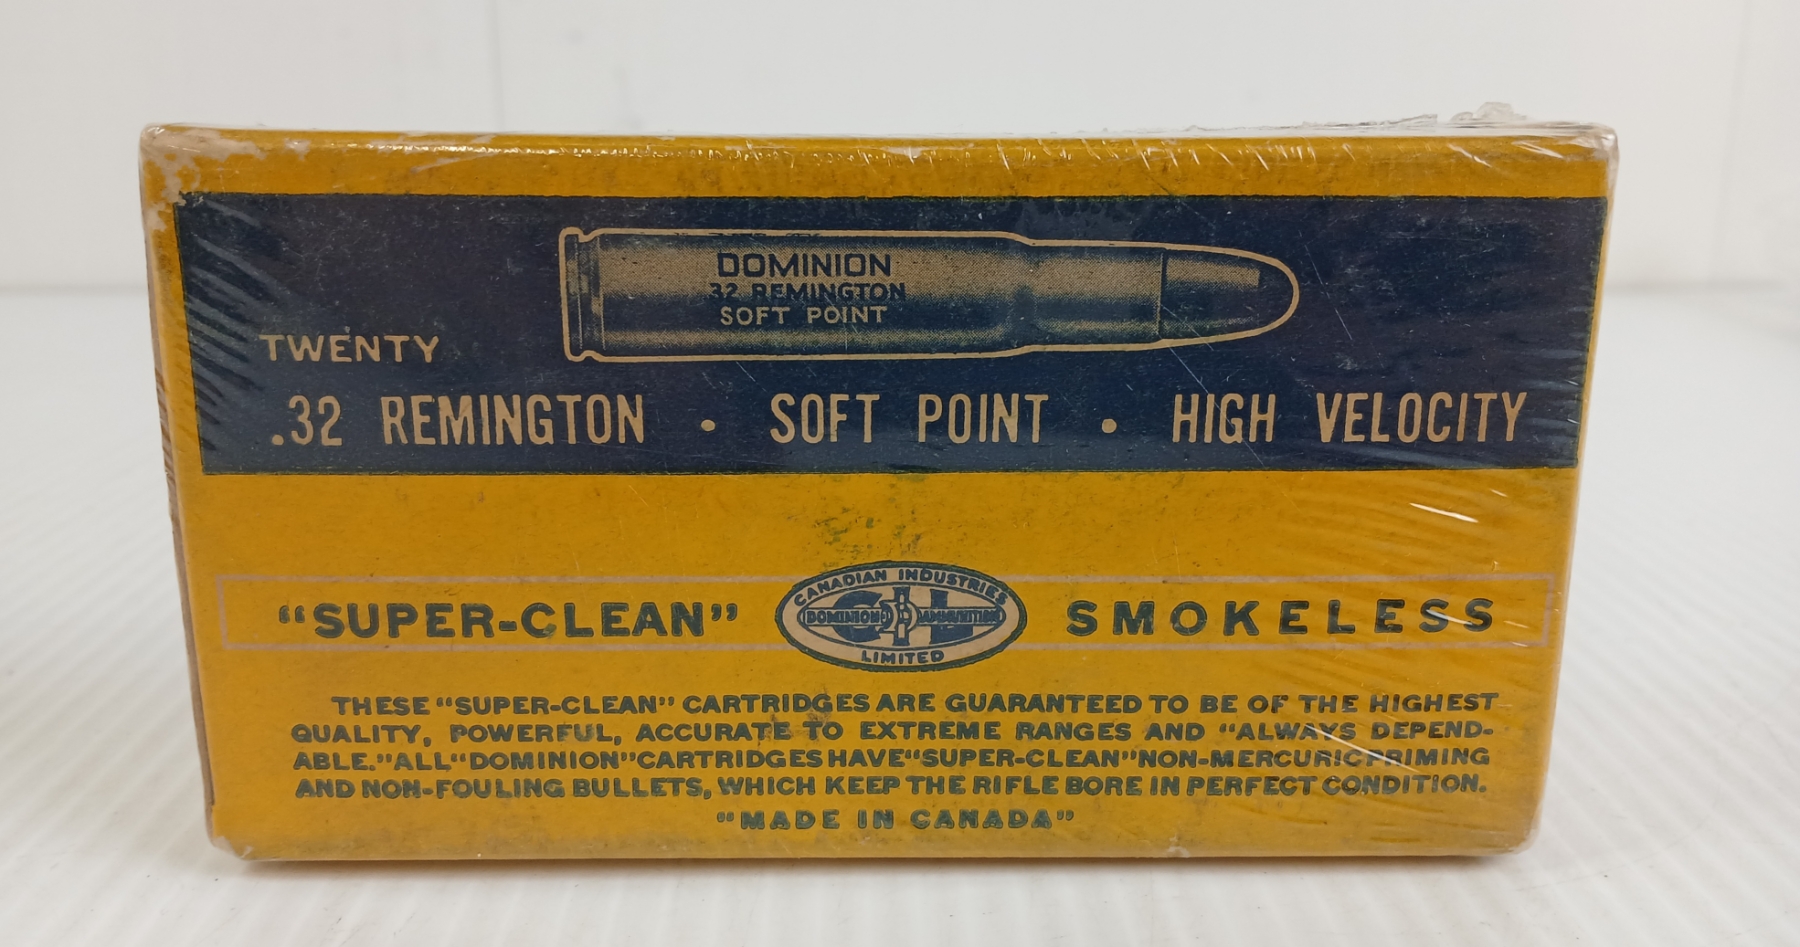 DOMINION
32 REMINGTON
SOFT POINT
TWENTY
.32 REMINGTON • SOFT POINT • HIGH VELOCITY
"SUPER-CLEAN"
CANADIAN INDUSTRIES
DOMINION CIL AMMUNITION
LIMITED
SMOKELESS
THESE "SUPER-CLEAN" CARTRIDGES ARE GUARANTEED TO BE OF THE HIGHEST
QUALITY, POWERFUL, ACCURATE TO EXTREME RANGES AND "ALWAYS DEPEND-
ABLE." ALL "DOMINION" CARTRIDGES HAVE "SUPER-CLEAN" NON-MERCURIC PRIMING
AND NON-FOULING BULLETS, WHICH KEEP THE RIFLE BORE IN PERFECT CONDITION.
"MADE IN CANADA"